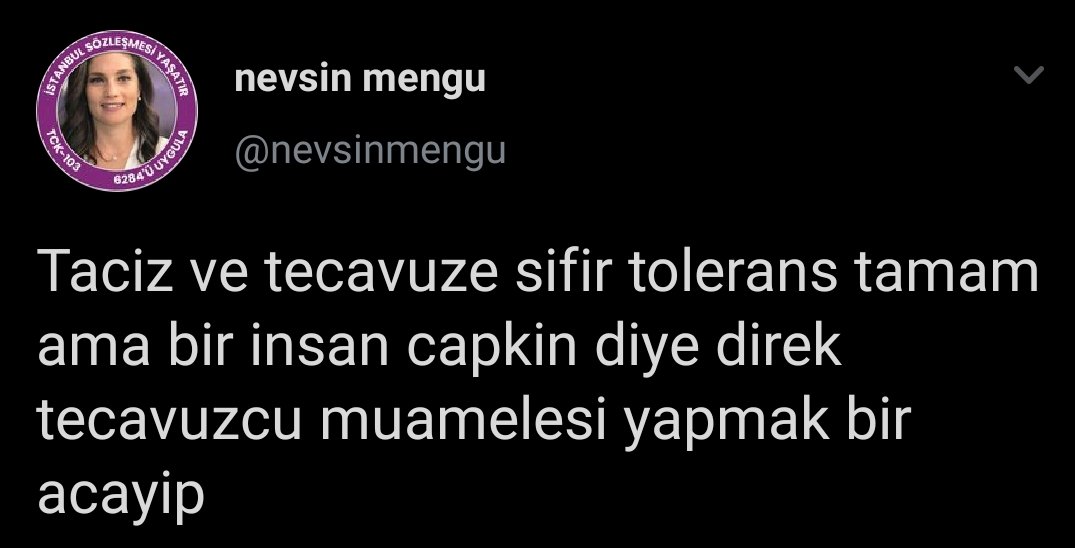 İSTANBUL SÖZLEŞMESİ YAŞATIR
TCK-103
6284'Ü UYGULA
nevsin mengu
@nevsinmengu
Taciz ve tecavuze sifir tolerans tamam
ama bir insan capkin diye direk
tecavuzcu muamelesi yapmak bir
acayip